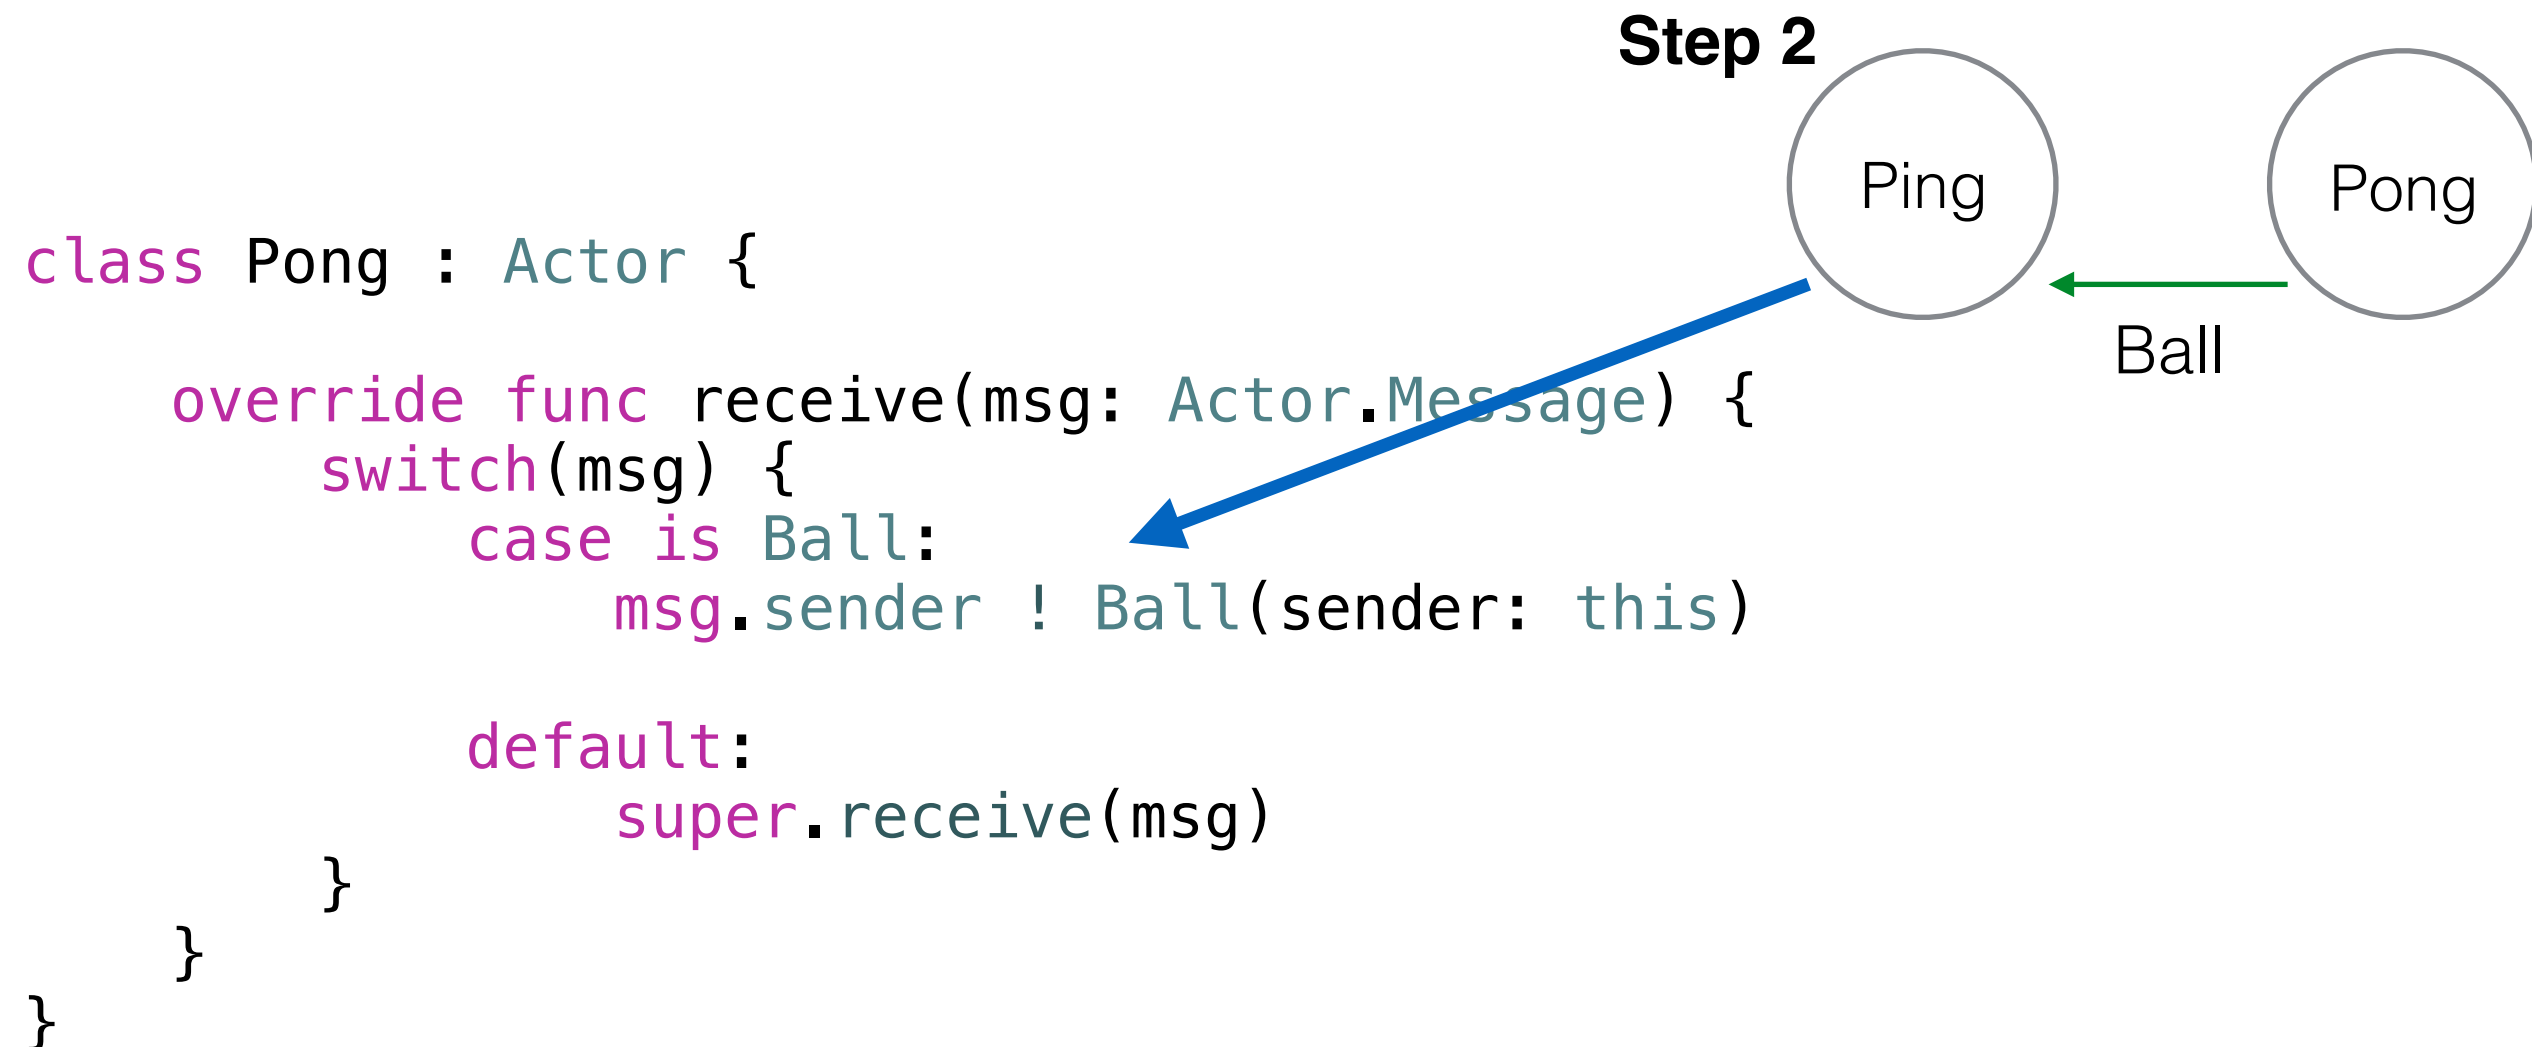 Step 2
Ping
Pong
Ball
class Pong : Actor {
override func receive(msg: Actor.Message) {
switch(msg) {
case is Ball:
msg.sender ! Ball(sender: this)
default:
super.receive(msg)
}
}
}